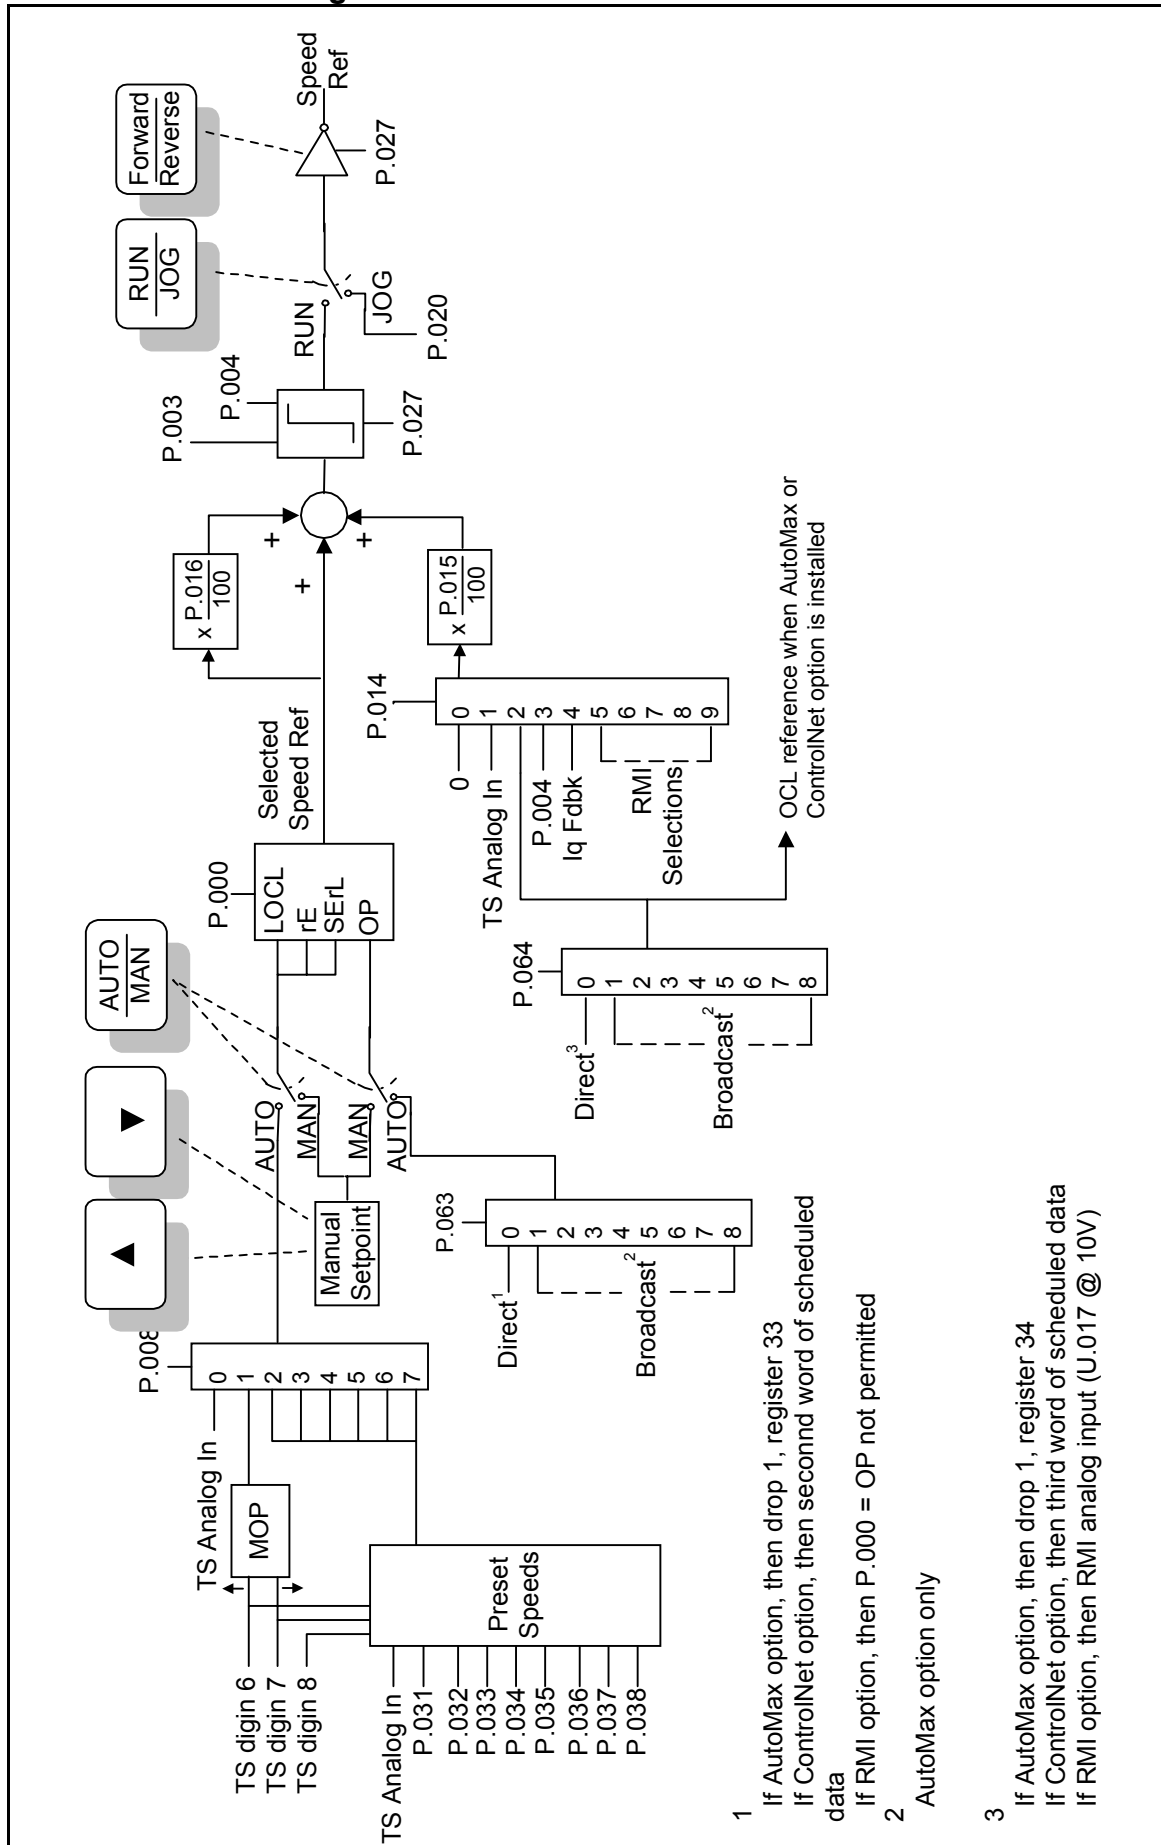 TS digin 6
TS digin 7
TS digin 8
TS Analog In
P.031
P.032
P.033
P.034
P.035
P.036
P.037
P.038
Preset
Speeds
MOP
TS Analog In
P.008
0
1
2
3
4
5
6
7
▲
▼
Manual
Setpoint
AUTO
MAN
MAN
AUTO
AUTO
MAN
P.063
0
1
2
3
4
5
6
7
8
Direct¹
Broadcast²
P.000
LOCL
rE
SErL
OP
Selected
Speed Ref
P.064
0
1
2
3
4
5
6
7
8
Direct³
Broadcast²
OCL reference when AutoMax or
ControlNet option is installed
P.014
0
1
2
3
4
5
6
7
8
9
0
TS Analog In
P.004
Iq Fdbk
RMI
Selections
x P.016
100
x P.015
100
+
+
+
P.003
P.004
P.027
RUN
JOG
P.020
RUN
JOG
Forward
Reverse
P.027
Speed
Ref
1
If AutoMax option, then drop 1, register 33
If ControlNet option, then seconnd word of scheduled
data
If RMI option, then P.000 = OP not permitted
2
AutoMax option only
3
If AutoMax option, then drop 1, register 34
If ControlNet option, then third word of scheduled data
If RMI option, then RMI analog input (U.017 @ 10V)